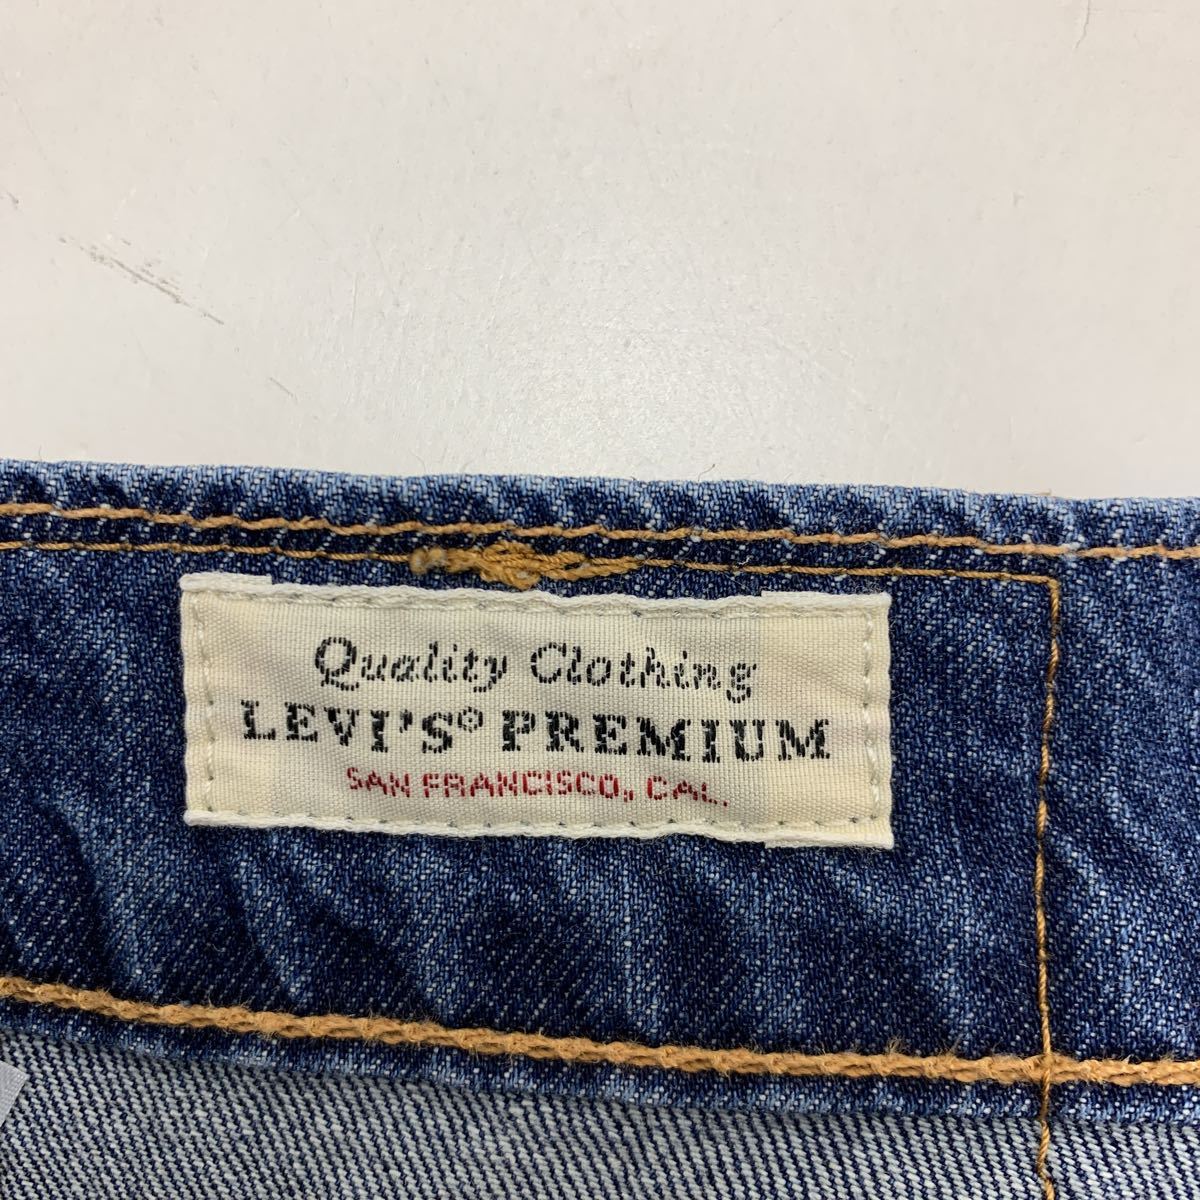 Quality Clothing
LEVI'S® PREMIUM
SAN FRANCISCO, CAL.